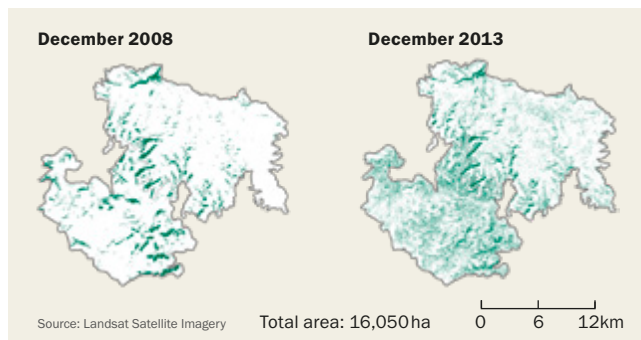 December 2008
December 2013
Source: Landsat Satellite Imagery
Total area: 16,050ha
0 6 12km